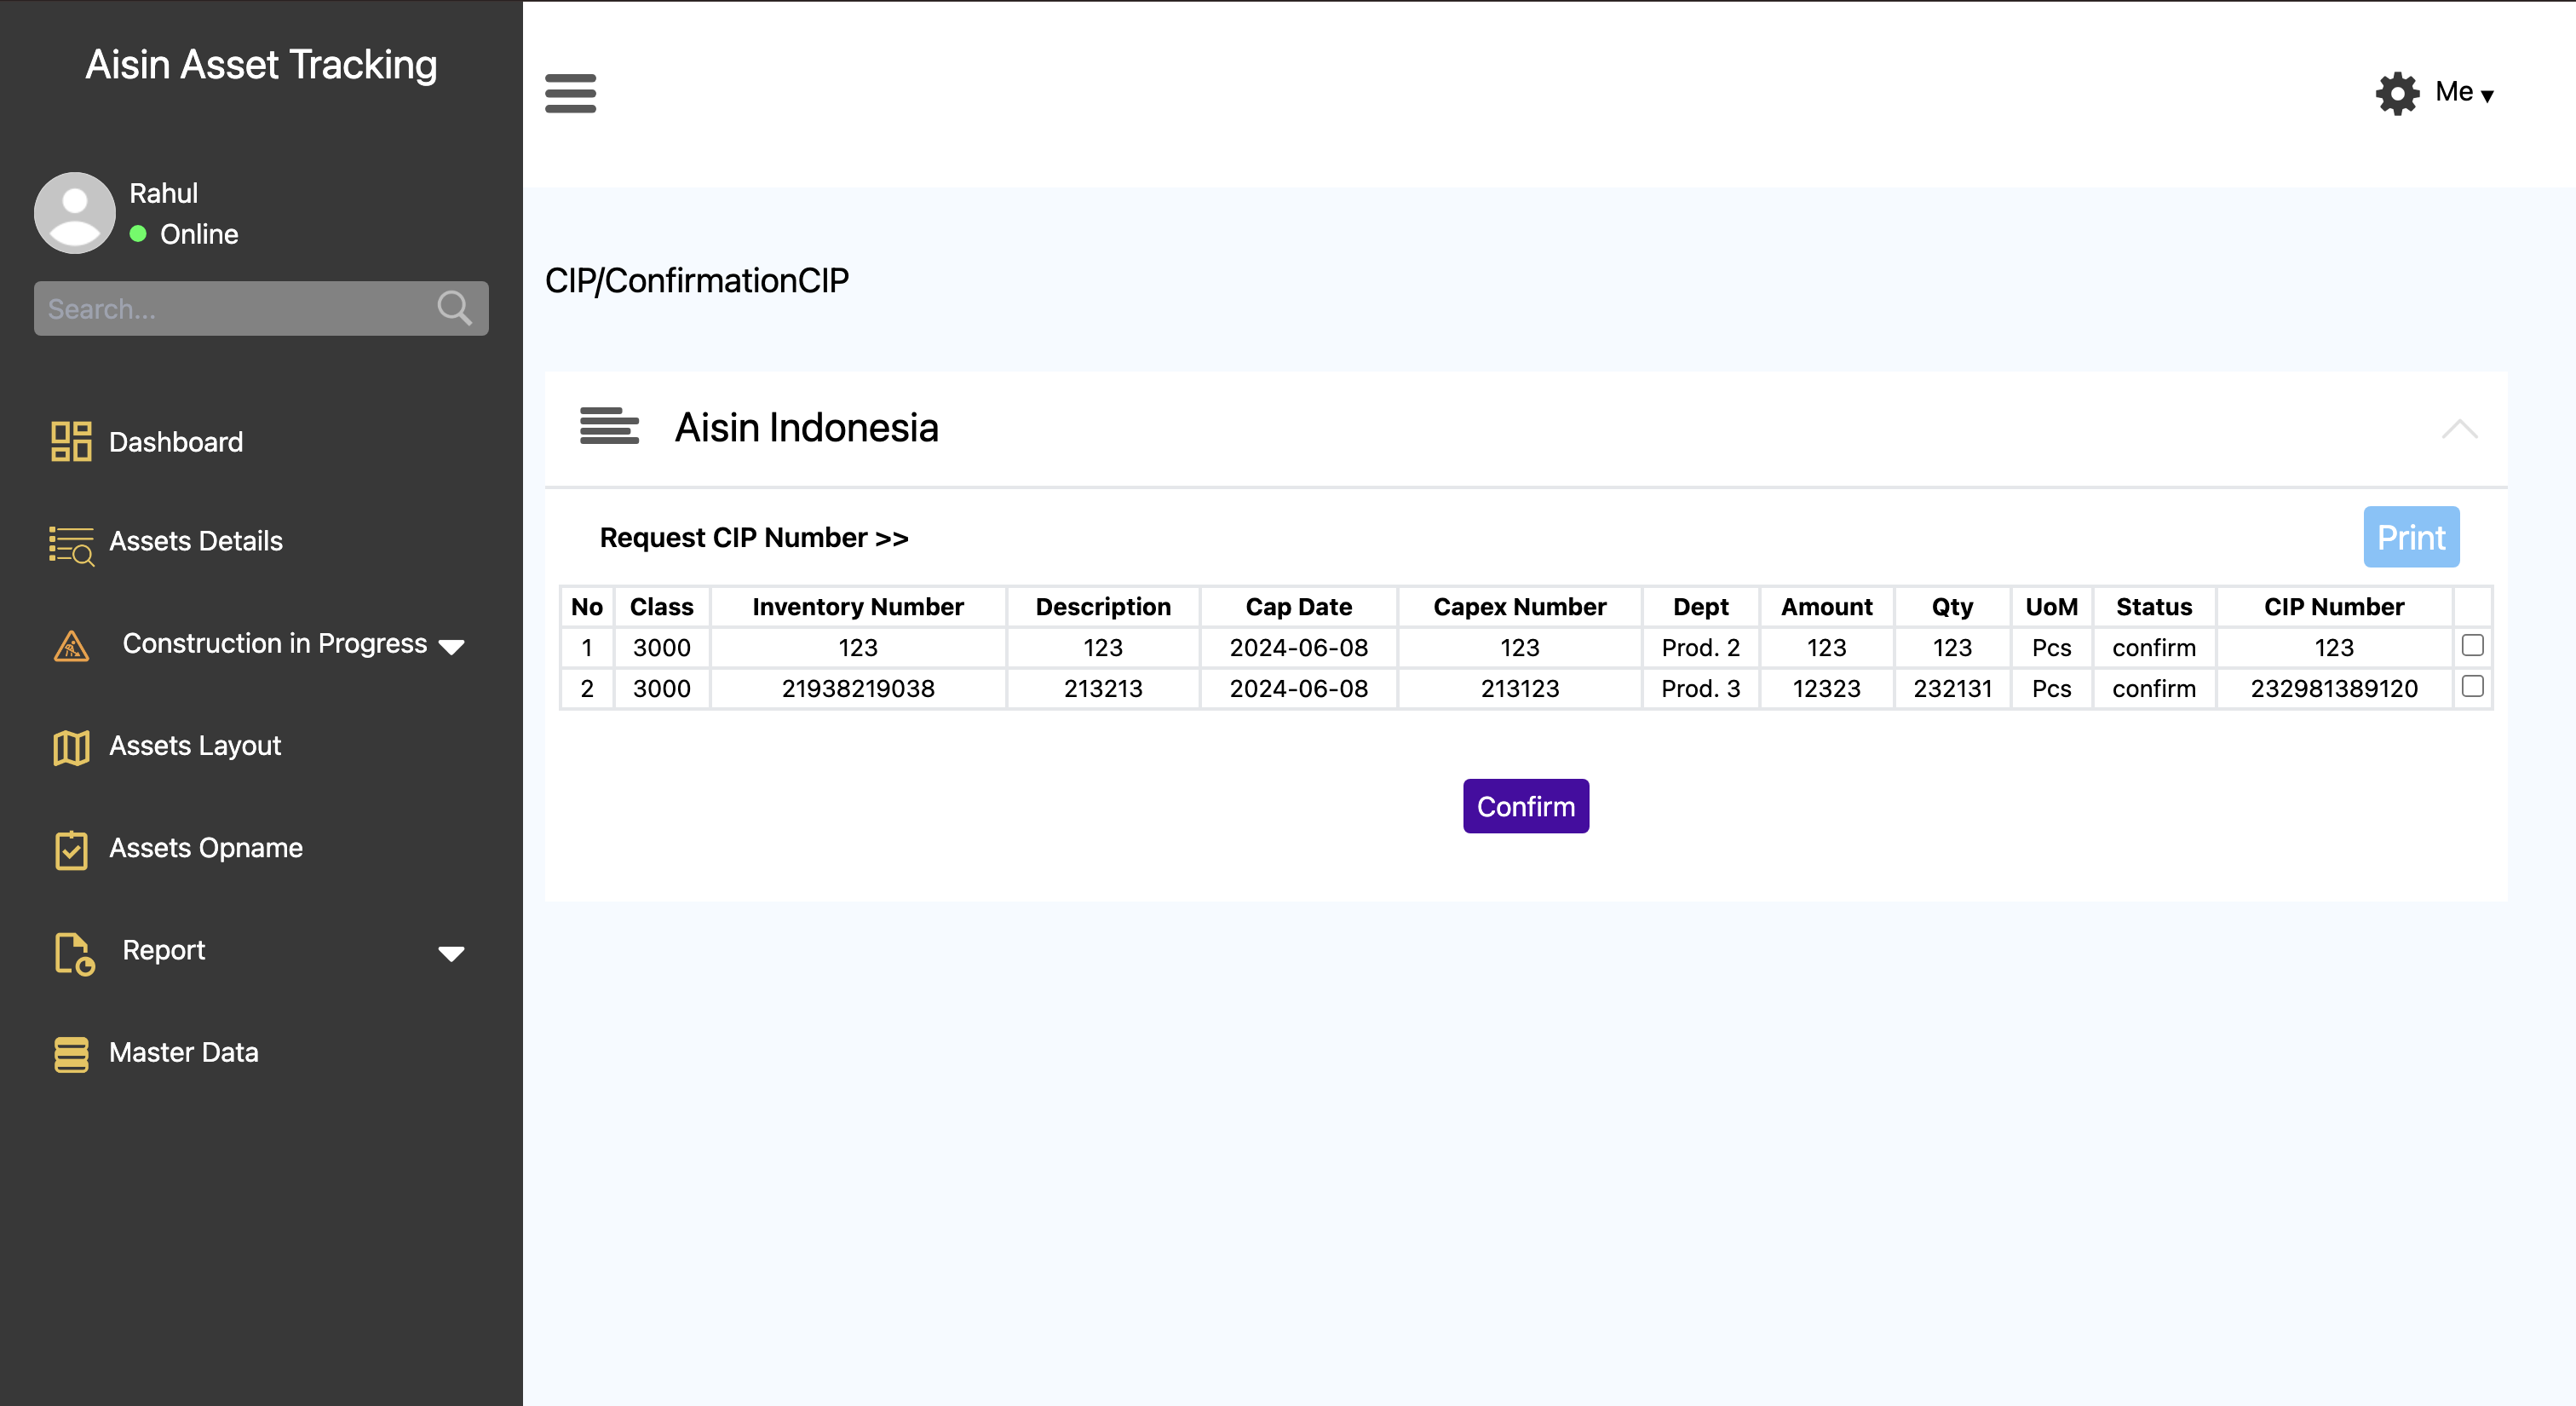 Aisin Asset Tracking
Rahul
Online
Search...
Dashboard
Assets Details
Construction in Progress
Assets Layout
Assets Opname
Report
Master Data
Me ▾
CIP/ConfirmationCIP
Aisin Indonesia
Request CIP Number >>
Print
No Class Inventory Number Description Cap Date Capex Number Dept Amount Qty UoM Status CIP Number
1 3000 123 123 2024-06-08 123 Prod. 2 123 123 Pcs confirm 123
2 3000 21938219038 213213 2024-06-08 213123 Prod. 3 12323 232131 Pcs confirm 232981389120
Confirm